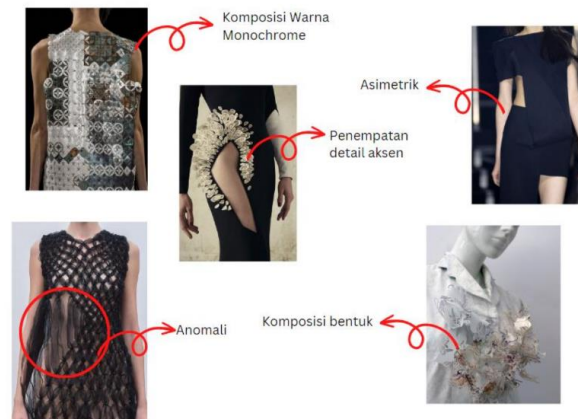 Komposisi Warna
Monochrome
Asimetrik
Penempatan
detail aksen
Anomali
Komposisi bentuk